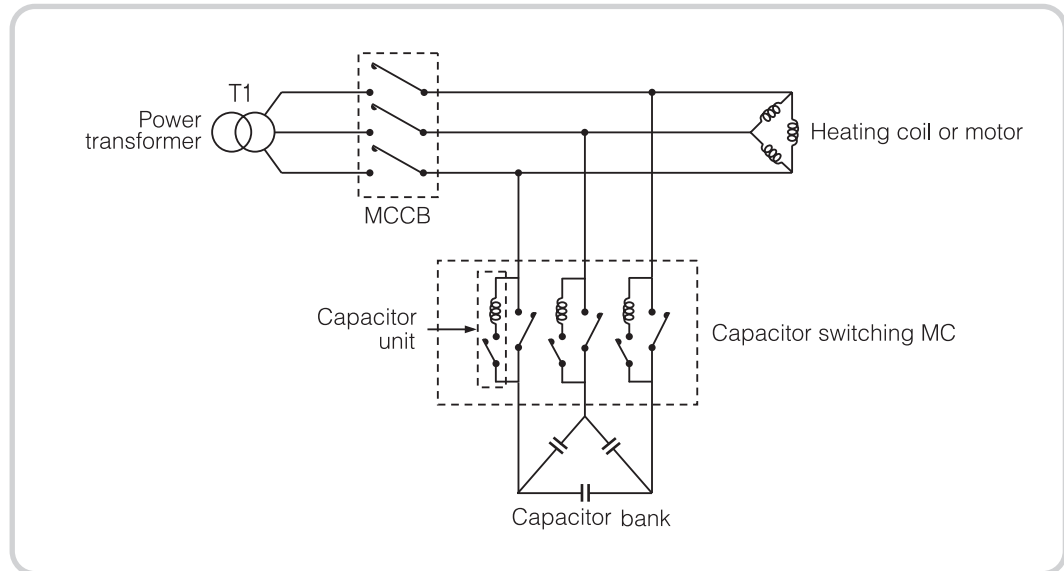 T1
Power
transformer
MCCB
Heating coil or motor
Capacitor
unit
Capacitor switching MC
Capacitor bank